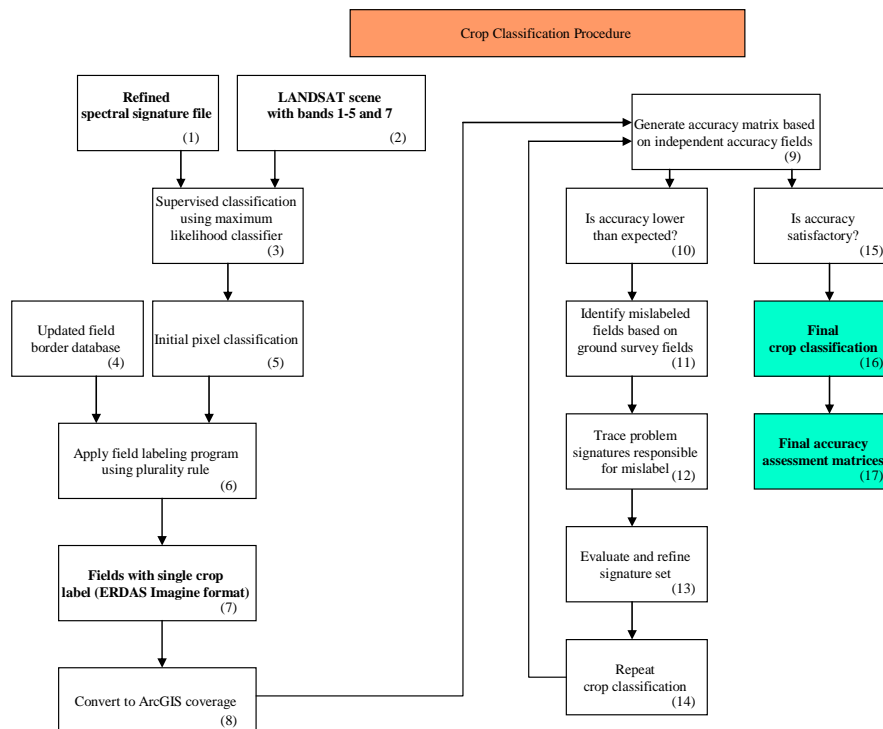 Crop Classification Procedure
Refined
spectral signature file
(1)
LANDSAT scene
with bands 1-5 and 7
(2)
Supervised classification
using maximum
likelihood classifier
(3)
Updated field
border database
(4)
Initial pixel classification
(5)
Apply field labeling program
using plurality rule
(6)
Fields with single crop
label (ERDAS Imagine format)
(7)
Convert to ArcGIS coverage
(8)
Generate accuracy matrix based
on independent accuracy fields
(9)
Is accuracy lower
than expected?
(10)
Identify mislabeled
fields based on
ground survey fields
(11)
Trace problem
signatures responsible
for mislabel
(12)
Evaluate and refine
signature set
(13)
Repeat
crop classification
(14)
Is accuracy
satisfactory?
(15)
Final
crop classification
(16)
Final accuracy
assessment matrices
(17)